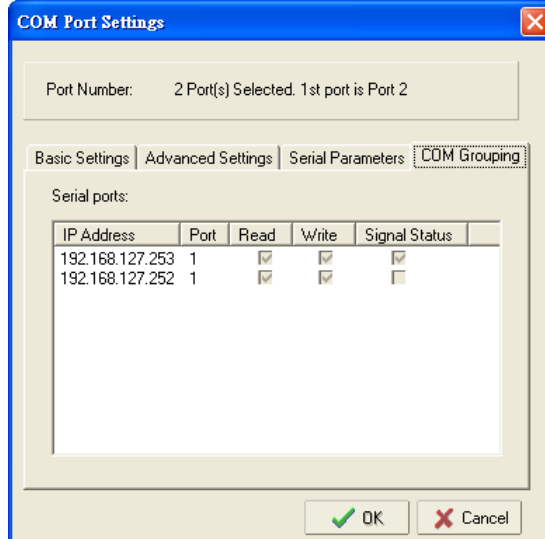 COM Port Settings
Port Number: 2 Port(s) Selected. 1st port is Port 2
Basic Settings Advanced Settings Serial Parameters COM Grouping
Serial ports:
IP Address Port Read Write Signal Status
192.168.127.253 1
192.168.127.252 1
OK Cancel